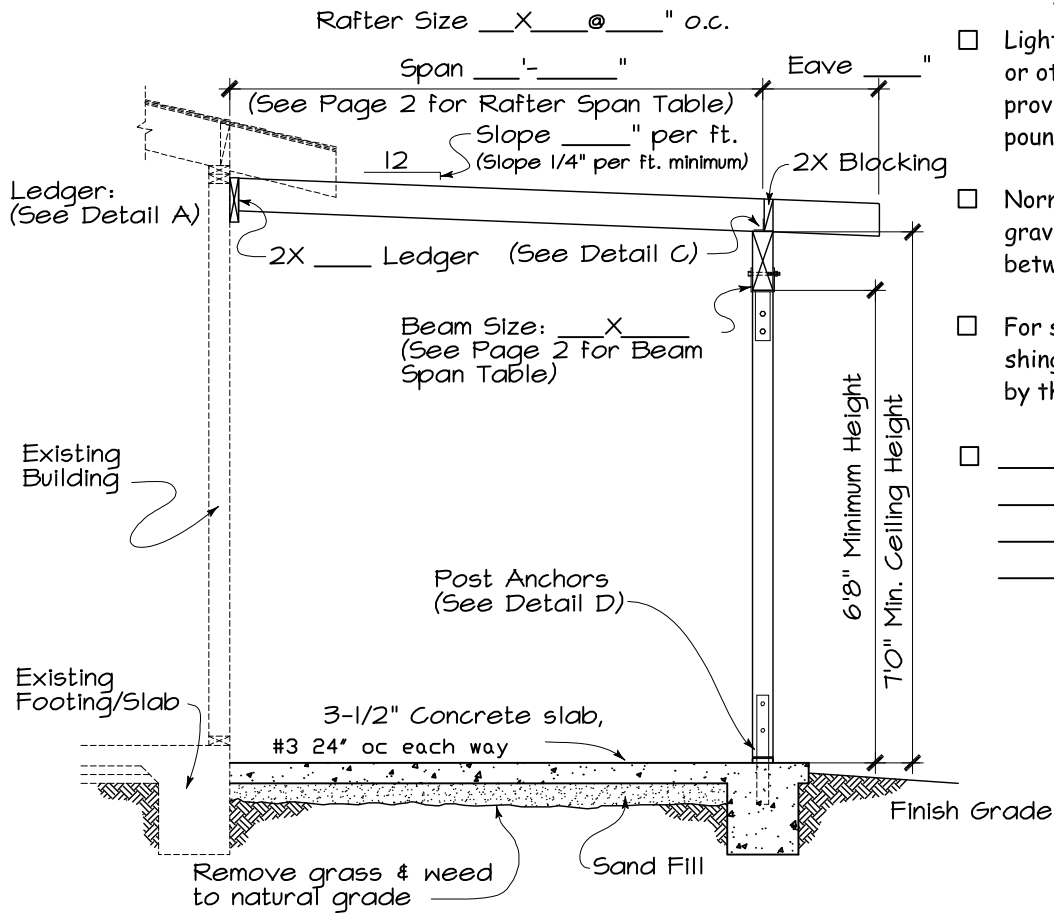 Rafter Size ___X____@____" o.c.
Span ____'-______"
Eave _____"
(See Page 2 for Rafter Span Table)
Slope ______" per ft.
(Slope 1/4" per ft. minimum)
12
2X Blocking
Ledger:
(See Detail A)
2X ____ Ledger
(See Detail C)
Beam Size: ____X______
(See Page 2 for Beam
Span Table)
Existing
Building
6'8" Minimum Height
7'0" Min. Ceiling Height
Post Anchors
(See Detail D)
Existing
Footing/Slab
3-1/2" Concrete slab,
#3 24" oc each way
Finish Grade
Sand Fill
Remove grass & weed
to natural grade
Light
or ot
prov
poun
Norr
grav
betw
For s
shing
by th